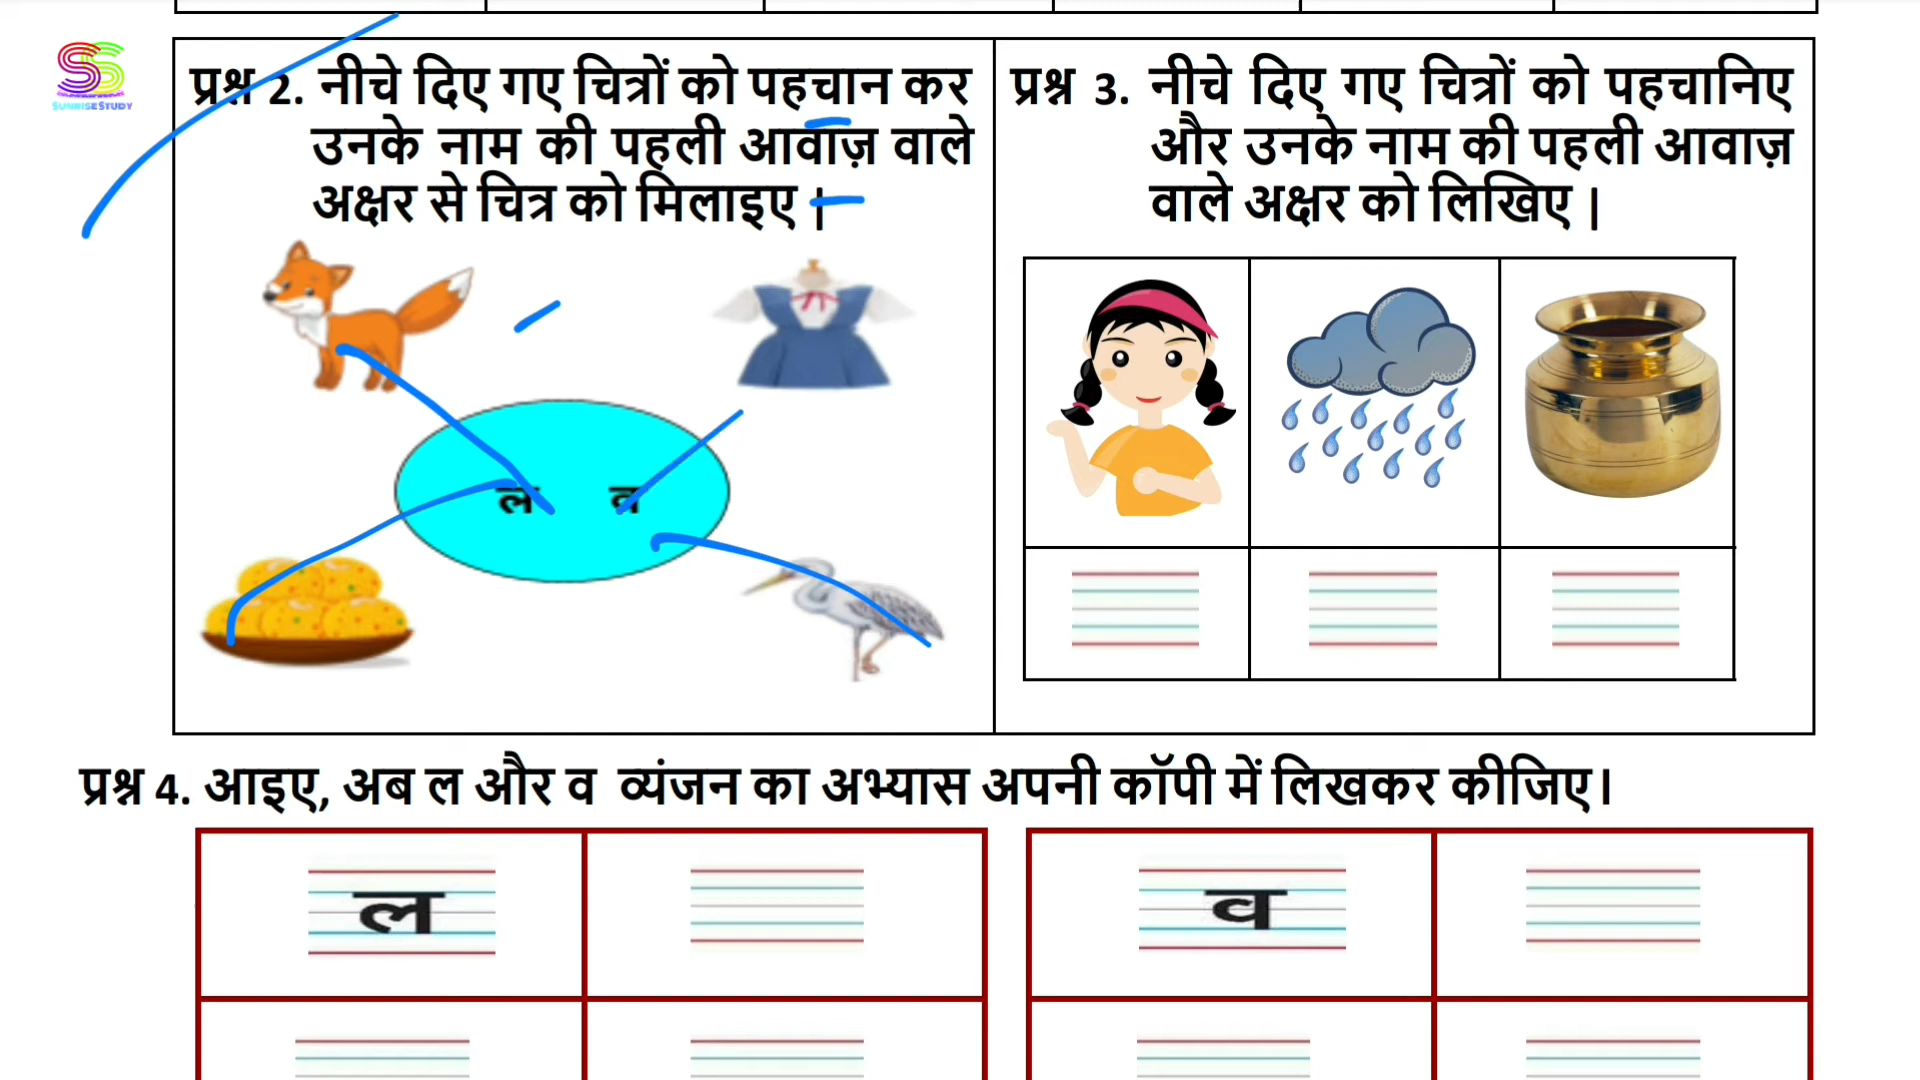 SUNRISE STUDY
प्रश्न 2. नीचे दिए गए चित्रों को पहचान कर
उनके नाम की पहली आवाज़ वाले
अक्षर से चित्र को मिलाइए |
ल व
प्रश्न 3. नीचे दिए गए चित्रों को पहचानिए
और उनके नाम की पहली आवाज़
वाले अक्षर को लिखिए |
प्रश्न 4. आइए, अब ल और व व्यंजन का अभ्यास अपनी कॉपी में लिखकर कीजिए।
ल
व